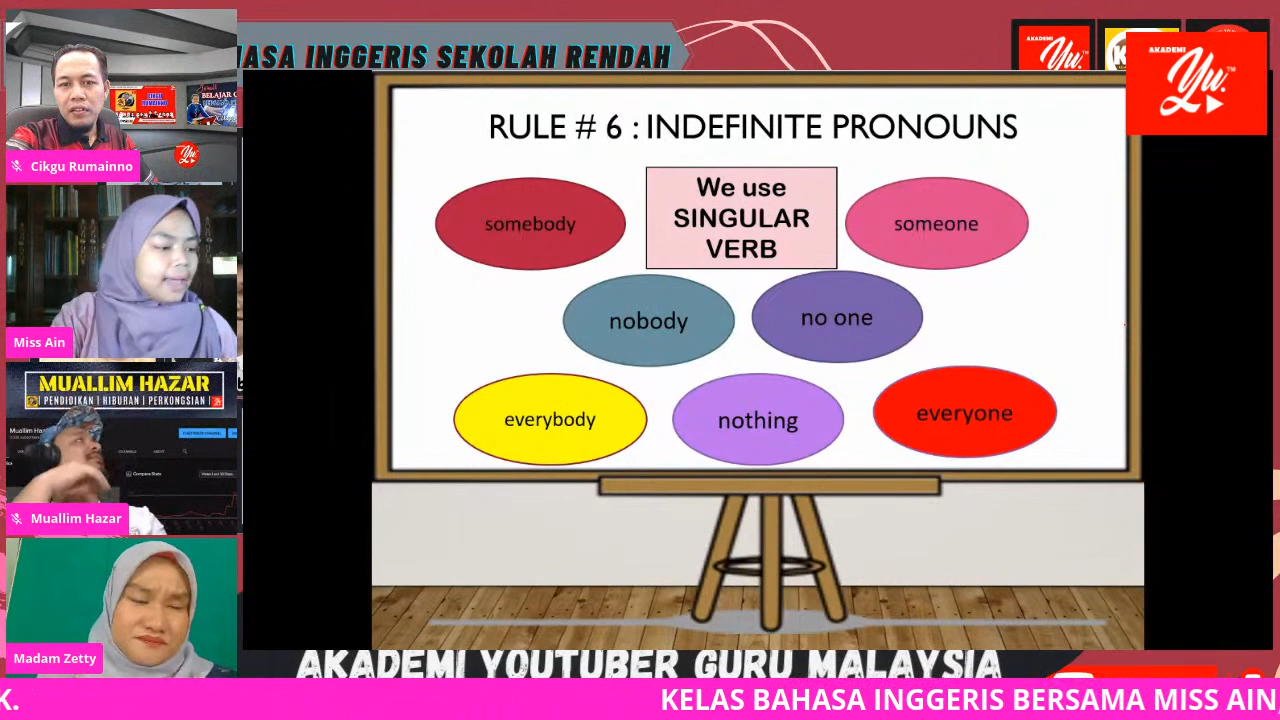 HASA INGGERIS SEKOLAH RENDAH
AKADEMI
Yu.
TM
Cikgu Rumainno
Miss Ain
MUALLIM HAZAR
PENDIDIKAN | HIBURAN | PERKONGSIAN |
Muallim Hazar
Madam Zetty
RULE # 6 : INDEFINITE PRONOUNS
We use
SINGULAR
VERB
somebody
someone
nobody
no one
everybody
nothing
everyone
AKADEMI YOUTUBER GURU MALAYSIA
K.
KELAS BAHASA INGGERIS BERSAMA MISS AIN,